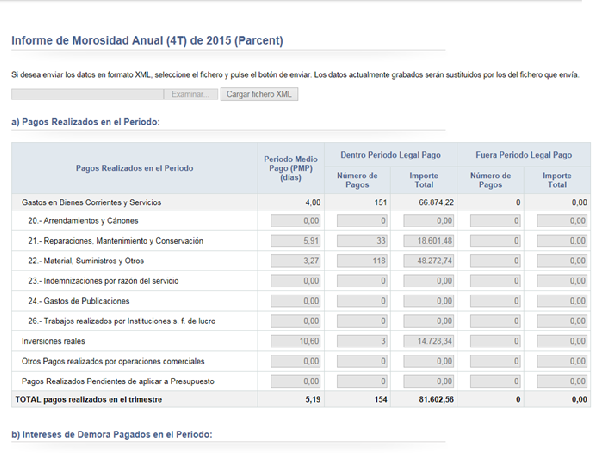 Informe de Morosidad Anual (4T) de 2015 (Parcent)
Si desea enviar los datos en formato XML, seleccione el fichero y pulse el botón de enviar. Los datos actualmente grabados serán sustituidos por los del fichero que envía.
Examinar... Cargar fichero XML
a) Pagos Realizados en el Periodo:
Pagos Realizados en el Periodo Periodo Medio Pago (PMP) (días) Dentro Periodo Legal Pago Fuera Periodo Legal Pago
Número de Pagos Importe Total Número de Pagos Importe Total
Gastos en Bienes Corrientes y Servicios 4,00 151 66.874,22 0 0,00
20.- Arrendamientos y Cánones 0,00 0 0,00 0 0,00
21.- Reparaciones, Mantenimiento y Conservación 5,91 33 18.601,48 0 0,00
22.- Material, Suministros y Otros 3,27 118 48.272,74 0 0,00
23.- Indemnizaciones por razón del servicio 0,00 0 0,00 0 0,00
24.- Gastos de Publicaciones 0,00 0 0,00 0 0,00
26.- Trabajos realizados por Instituciones s. f. de lucro 0,00 0 0,00 0 0,00
Inversiones reales 10,60 3 14.728,34 0 0,00
Otros Pagos realizados por operaciones comerciales 0,00 0 0,00 0 0,00
Pagos Realizados Pendientes de aplicar a Presupuesto 0,00 0 0,00 0 0,00
TOTAL pagos realizados en el trimestre 5,19 154 81.602,56 0 0,00
b) Intereses de Demora Pagados en el Periodo: